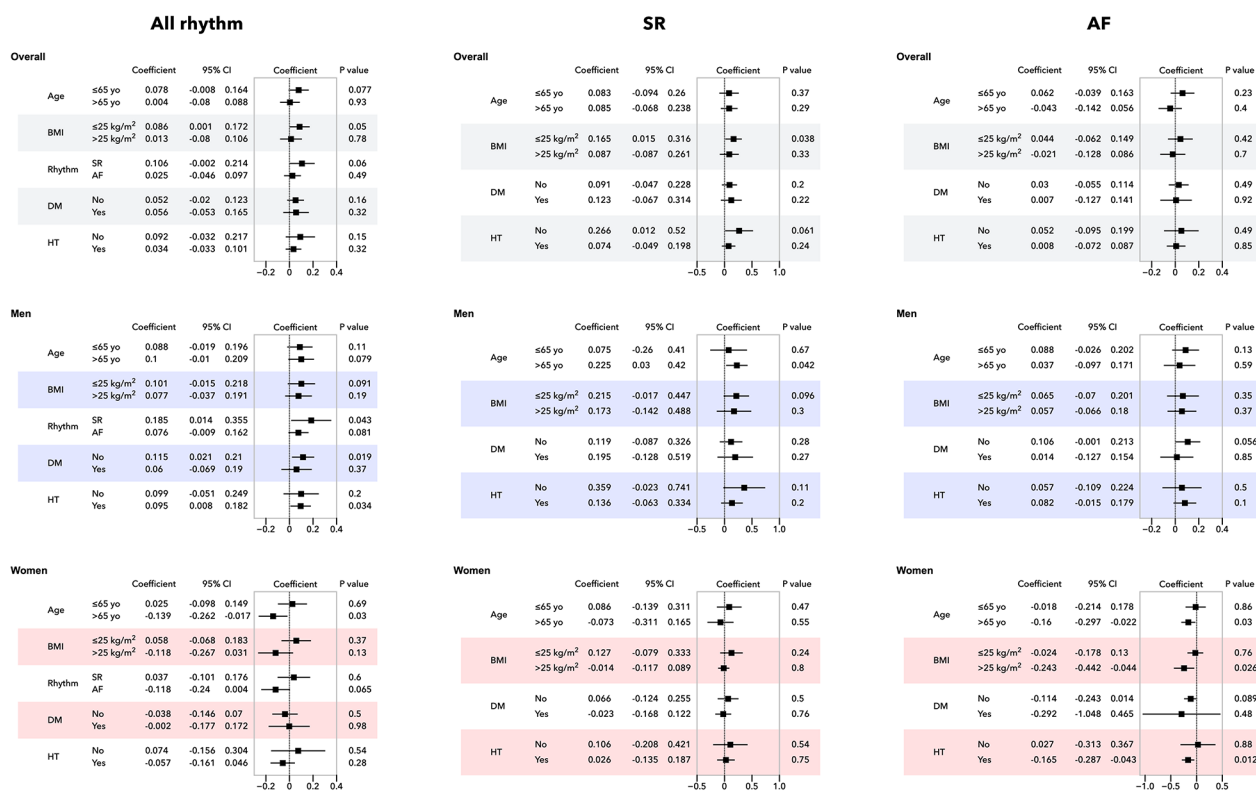 All rhythm
Overall
Coefficient 95% CI Coefficient P value
Age
≤65 yo 0.078 -0.008 0.164 0.077
>65 yo 0.004 -0.08 0.088 0.93
BMI
≤25 kg/m² 0.086 0.001 0.172 0.05
>25 kg/m² 0.013 -0.08 0.106 0.78
Rhythm
SR 0.106 -0.002 0.214 0.06
AF 0.025 -0.046 0.097 0.49
DM
No 0.052 -0.02 0.123 0.16
Yes 0.056 -0.053 0.165 0.32
HT
No 0.092 -0.032 0.217 0.15
Yes 0.034 -0.033 0.101 0.32
−0.2 0 0.2 0.4
Men
Coefficient 95% CI Coefficient P value
Age
≤65 yo 0.088 -0.019 0.196 0.11
>65 yo 0.1 -0.01 0.209 0.079
BMI
≤25 kg/m² 0.101 -0.015 0.218 0.091
>25 kg/m² 0.077 -0.037 0.191 0.19
Rhythm
SR 0.185 0.014 0.355 0.043
AF 0.076 -0.009 0.162 0.081
DM
No 0.115 0.021 0.21 0.019
Yes 0.06 -0.069 0.19 0.37
HT
No 0.099 -0.051 0.249 0.2
Yes 0.095 0.008 0.182 0.034
−0.2 0 0.2 0.4
Women
Coefficient 95% CI Coefficient P value
Age
≤65 yo 0.025 -0.098 0.149 0.69
>65 yo -0.139 -0.262 -0.017 0.03
BMI
≤25 kg/m² 0.058 -0.068 0.183 0.37
>25 kg/m² -0.118 -0.267 0.031 0.13
Rhythm
SR 0.037 -0.101 0.176 0.6
AF -0.118 -0.24 0.004 0.065
DM
No -0.038 -0.146 0.07 0.5
Yes -0.002 -0.177 0.172 0.98
HT
No 0.074 -0.156 0.304 0.54
Yes -0.057 -0.161 0.046 0.28
−0.2 0 0.2 0.4
SR
Overall
Coefficient 95% CI Coefficient P value
Age
≤65 yo 0.083 -0.094 0.26 0.37
>65 yo 0.085 -0.068 0.238 0.29
BMI
≤25 kg/m² 0.165 0.015 0.316 0.038
>25 kg/m² 0.087 -0.087 0.261 0.33
DM
No 0.091 -0.047 0.228 0.2
Yes 0.123 -0.067 0.314 0.22
HT
No 0.266 0.012 0.52 0.061
Yes 0.074 -0.049 0.198 0.24
−0.5 0 0.5 1.0
Men
Coefficient 95% CI Coefficient P value
Age
≤65 yo 0.075 -0.26 0.41 0.67
>65 yo 0.225 0.03 0.42 0.042
BMI
≤25 kg/m² 0.215 -0.017 0.447 0.096
>25 kg/m² 0.173 -0.142 0.488 0.3
DM
No 0.119 -0.087 0.326 0.28
Yes 0.195 -0.128 0.519 0.27
HT
No 0.359 -0.023 0.741 0.11
Yes 0.136 -0.063 0.334 0.2
−0.5 0 0.5 1.0
Women
Coefficient 95% CI Coefficient P value
Age
≤65 yo 0.086 -0.139 0.311 0.47
>65 yo -0.073 -0.311 0.165 0.55
BMI
≤25 kg/m² 0.127 -0.079 0.333 0.24
>25 kg/m² -0.014 -0.117 0.089 0.8
DM
No 0.066 -0.124 0.255 0.5
Yes -0.023 -0.168 0.122 0.76
HT
No 0.106 -0.208 0.421 0.54
Yes 0.026 -0.135 0.187 0.75
−0.5 0 0.5 1.0
AF
Overall
Coefficient 95% CI Coefficient P value
Age
≤65 yo 0.062 -0.039 0.163 0.23
>65 yo -0.043 -0.142 0.056 0.4
BMI
≤25 kg/m² 0.044 -0.062 0.149 0.42
>25 kg/m² -0.021 -0.128 0.086 0.7
DM
No 0.03 -0.055 0.114 0.49
Yes 0.007 -0.127 0.141 0.92
HT
No 0.052 -0.095 0.199 0.49
Yes 0.008 -0.072 0.087 0.85
−0.2 0 0.2 0.4
Men
Coefficient 95% CI Coefficient P value
Age
≤65 yo 0.088 -0.026 0.202 0.13
>65 yo 0.037 -0.097 0.171 0.59
BMI
≤25 kg/m² 0.065 -0.07 0.201 0.35
>25 kg/m² 0.057 -0.066 0.18 0.37
DM
No 0.106 -0.001 0.213 0.056
Yes 0.014 -0.127 0.154 0.85
HT
No 0.057 -0.109 0.224 0.5
Yes 0.082 -0.015 0.179 0.1
−0.2 0 0.2 0.4
Women
Coefficient 95% CI Coefficient P value
Age
≤65 yo -0.018 -0.214 0.178 0.86
>65 yo -0.16 -0.297 -0.022 0.03
BMI
≤25 kg/m² -0.024 -0.178 0.13 0.76
>25 kg/m² -0.243 -0.442 -0.044 0.026
DM
No -0.114 -0.243 0.014 0.089
Yes -0.292 -1.048 0.465 0.48
HT
No 0.027 -0.313 0.367 0.88
Yes -0.165 -0.287 -0.043 0.012
−1.0 −0.5 0 0.5